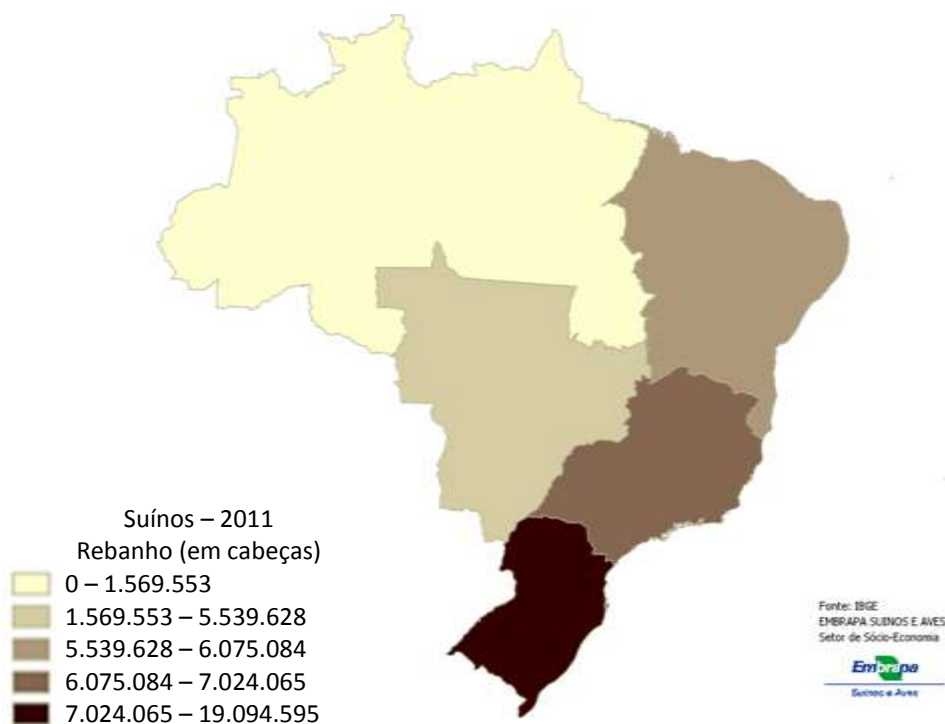 Suínos – 2011
Rebanho (em cabeças)
0 – 1.569.553
1.569.553 – 5.539.628
5.539.628 – 6.075.084
6.075.084 – 7.024.065
7.024.065 – 19.094.595
Fonte: IBGE
EMBRAPA SUINOS E AVES
Setor de Sócio-Economia
Embrapa
Suínos e Aves